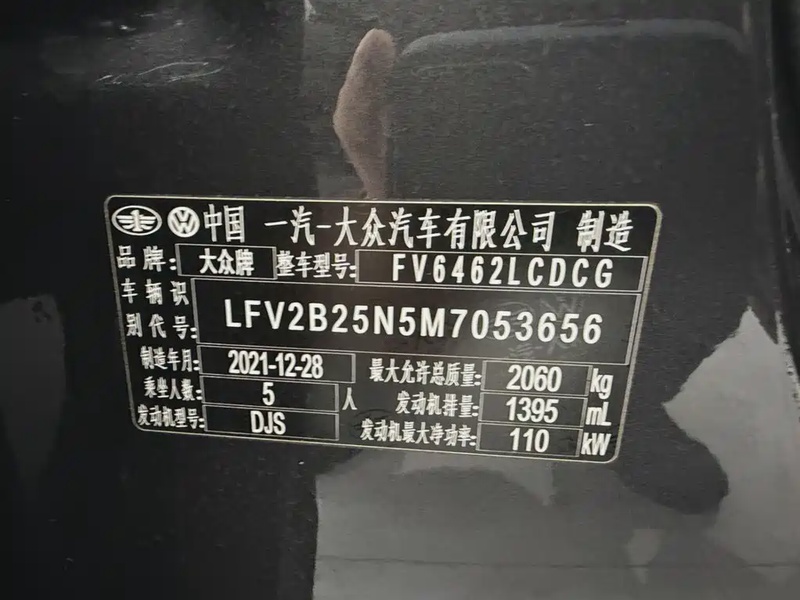 中国 一汽-大众汽车有限公司 制造
品牌: 大众牌 整车型号: FV6462LCDCG
车辆识别代号: LFV2B25N5M7053656
制造年月: 2021-12-28 最大允许总质量: 2060 kg
乘坐人数: 5 人 发动机排量: 1395 mL
发动机型号: DJS 发动机最大净功率: 110 kW